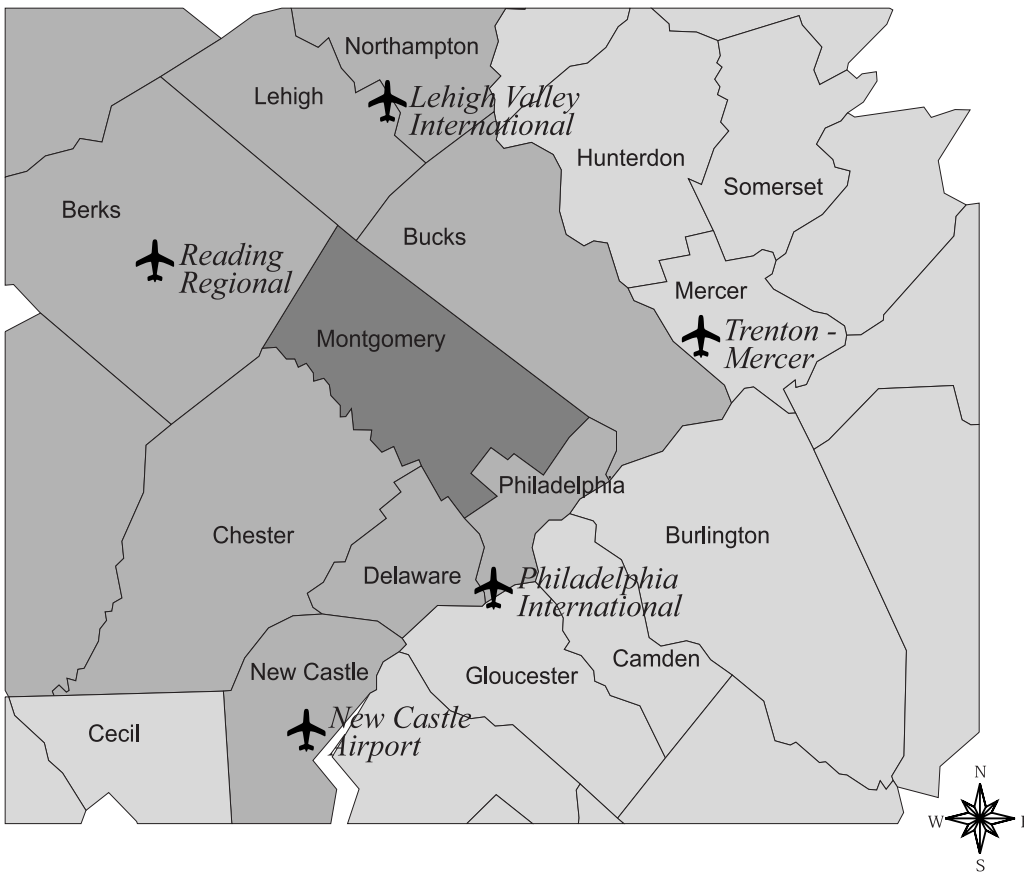 Northampton
Lehigh
Lehigh Valley
International
Hunterdon
Somerset
Berks
Bucks
Reading
Regional
Mercer
Trenton -
Mercer
Montgomery
Philadelphia
Chester
Burlington
Delaware
Philadelphia
International
New Castle
Gloucester
Camden
New Castle
Airport
Cecil
N
W
S